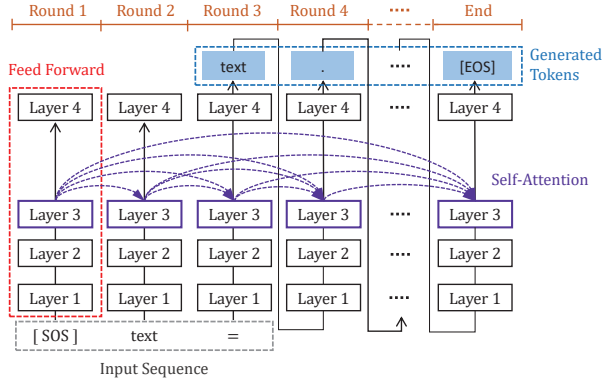 Round 1 Round 2 Round 3 Round 4 .... End
Generated
Tokens
text . .... [EOS]
Feed Forward
Layer 4 Layer 4 Layer 4 Layer 4 .... Layer 4
Self-Attention
Layer 3 Layer 3 Layer 3 Layer 3 .... Layer 3
Layer 2 Layer 2 Layer 2 Layer 2 .... Layer 2
Layer 1 Layer 1 Layer 1 Layer 1 .... Layer 1
[ SOS ] text =
Input Sequence